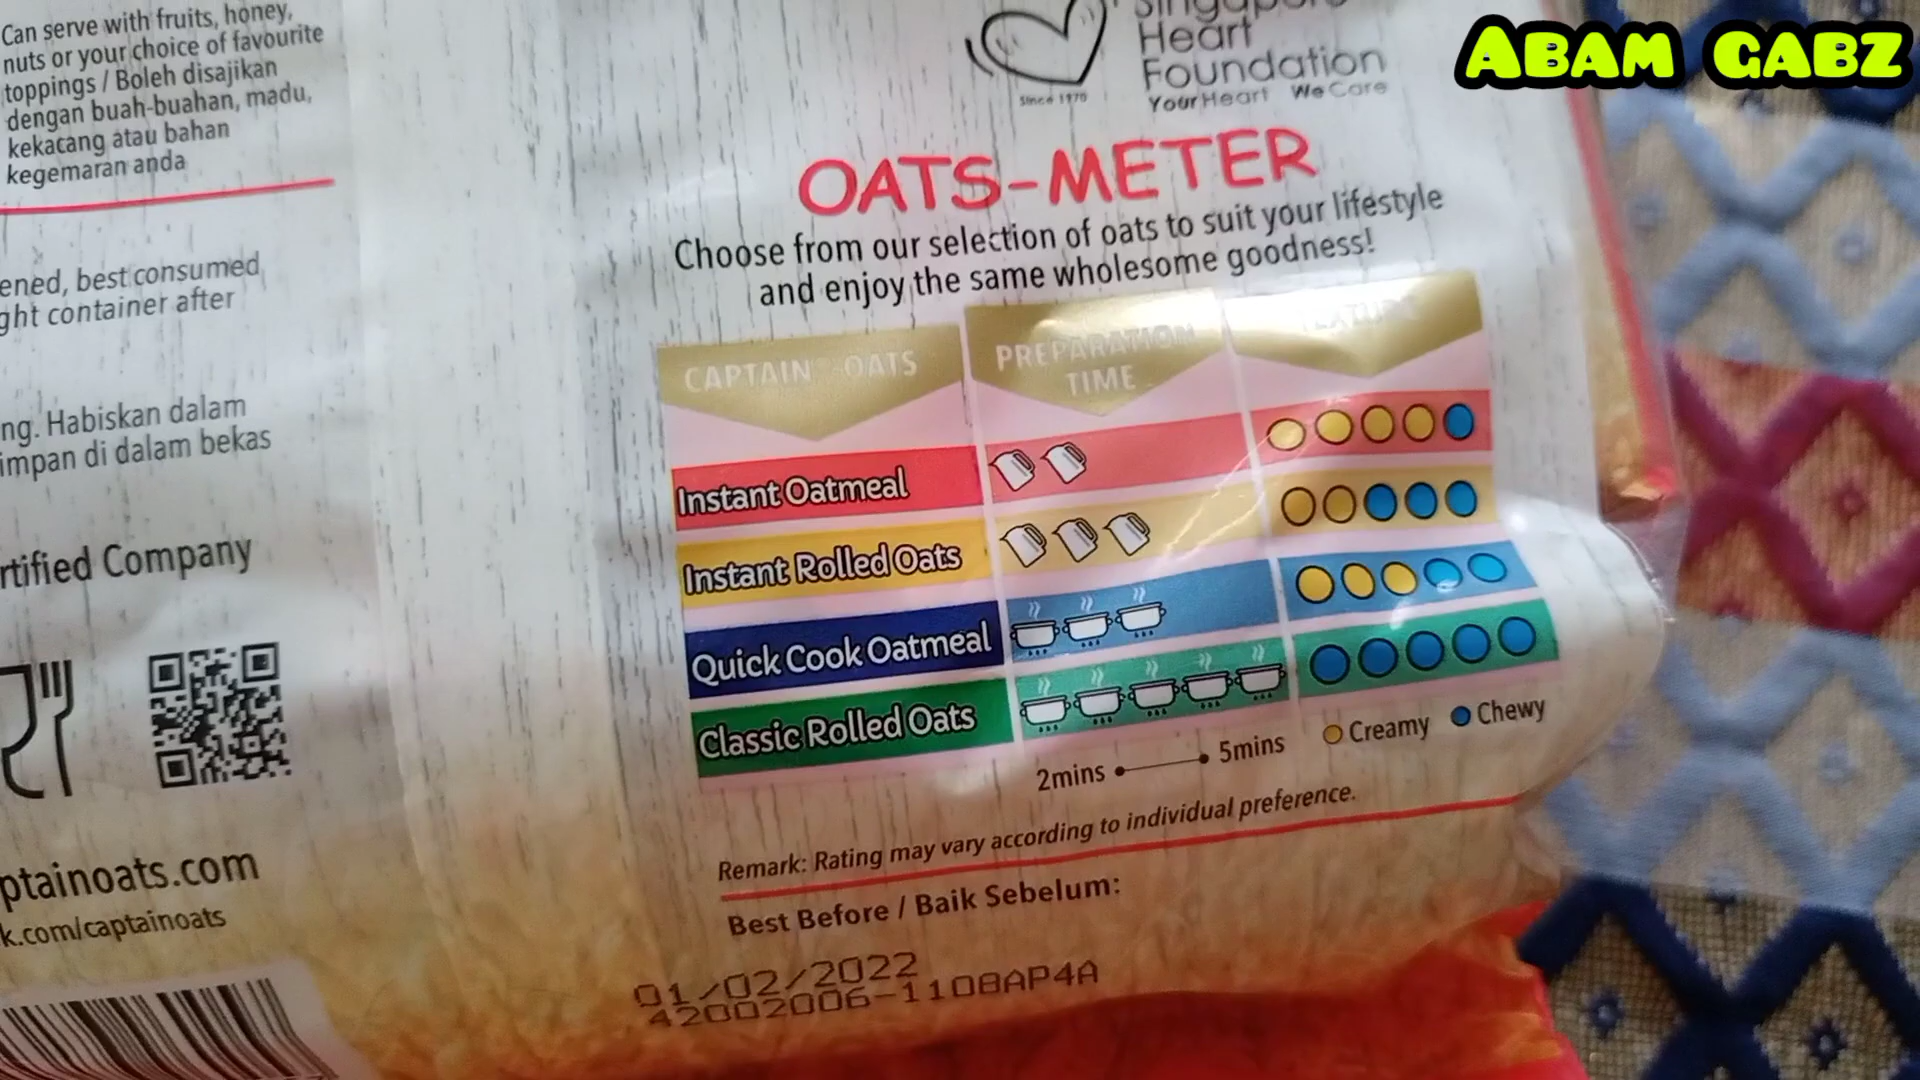 Can serve with fruits, honey,
nuts or your choice of favourite
toppings / Boleh disajikan
dengan buah-buahan, madu,
kekacang atau bahan
kegemaran anda
ened, best consumed
ght container after
ng. Habiskan dalam
impan di dalam bekas
rtified Company
ptainoats.com
k.com/captainoats
Singapore
Heart
Foundation
Your Heart We Care
Since 1970
OATS-METER
Choose from our selection of oats to suit your lifestyle
and enjoy the same wholesome goodness!
CAPTAIN OATS
PREPARATION
TIME
TEXTURE
Instant Oatmeal
Instant Rolled Oats
Quick Cook Oatmeal
Classic Rolled Oats
2mins 5mins
Creamy Chewy
Remark: Rating may vary according to individual preference.
Best Before / Baik Sebelum:
01/02/2022
42002006-1108AP4A
ABAM GABZ